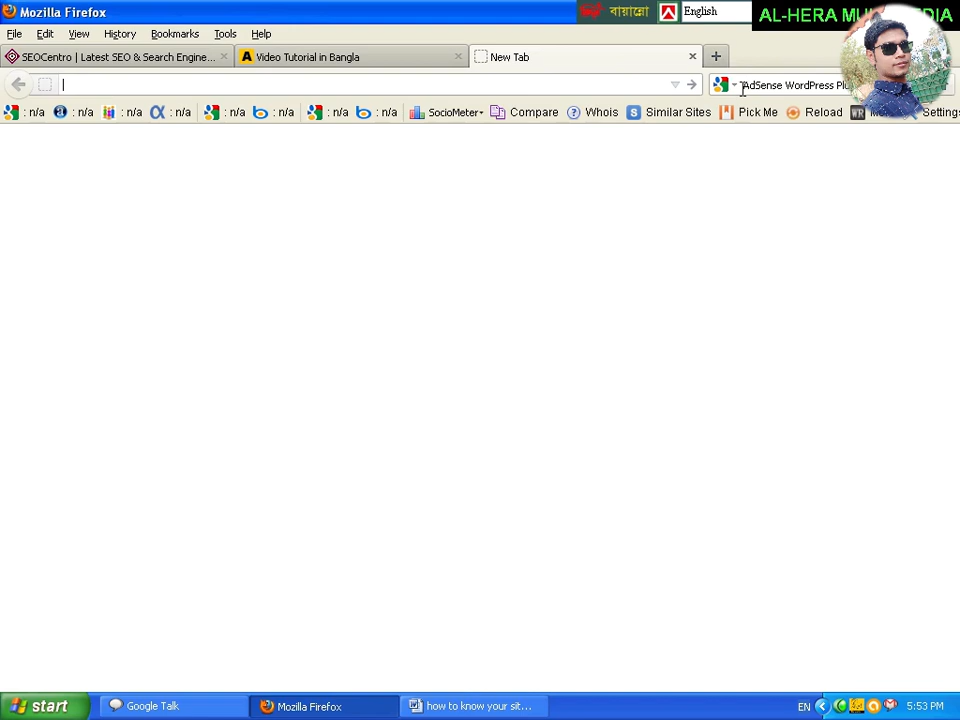 Mozilla Firefox
বায়ান্নো
English
AL-HERA MUL MEDIA
File Edit View History Bookmarks Tools Help
SEOCentro | Latest SEO & Search Engine...
Video Tutorial in Bangla
New Tab
AdSense WordPress Plu
: n/a : n/a : n/a : n/a : n/a : n/a : n/a : n/a SocioMeter Compare Whois Similar Sites Pick Me Reload Settings
start Google Talk Mozilla Firefox how to know your sit... EN 5:53 PM